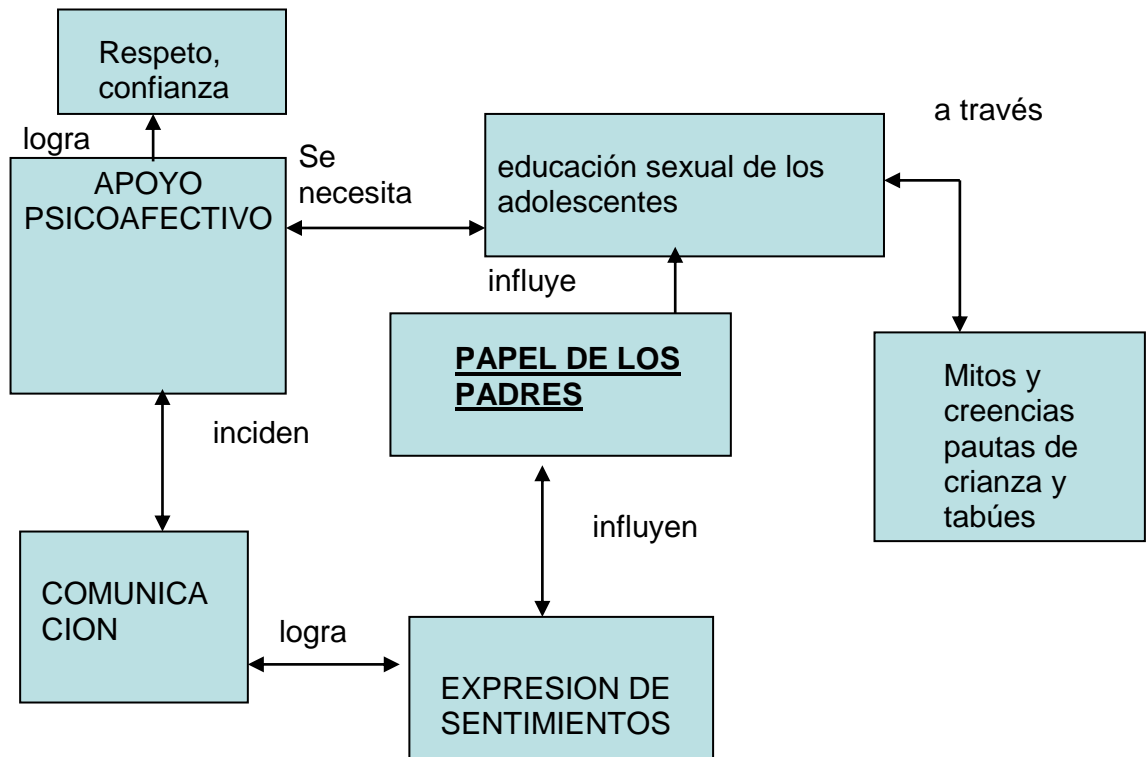 Respeto,
confianza
logra
APOYO
PSICOAFECTIVO
Se
necesita
educación sexual de los
adolescentes
a través
influye
PAPEL DE LOS
PADRES
Mitos y
creencias
pautas de
crianza y
tabúes
inciden
influyen
COMUNICA
CION
logra
EXPRESION DE
SENTIMIENTOS